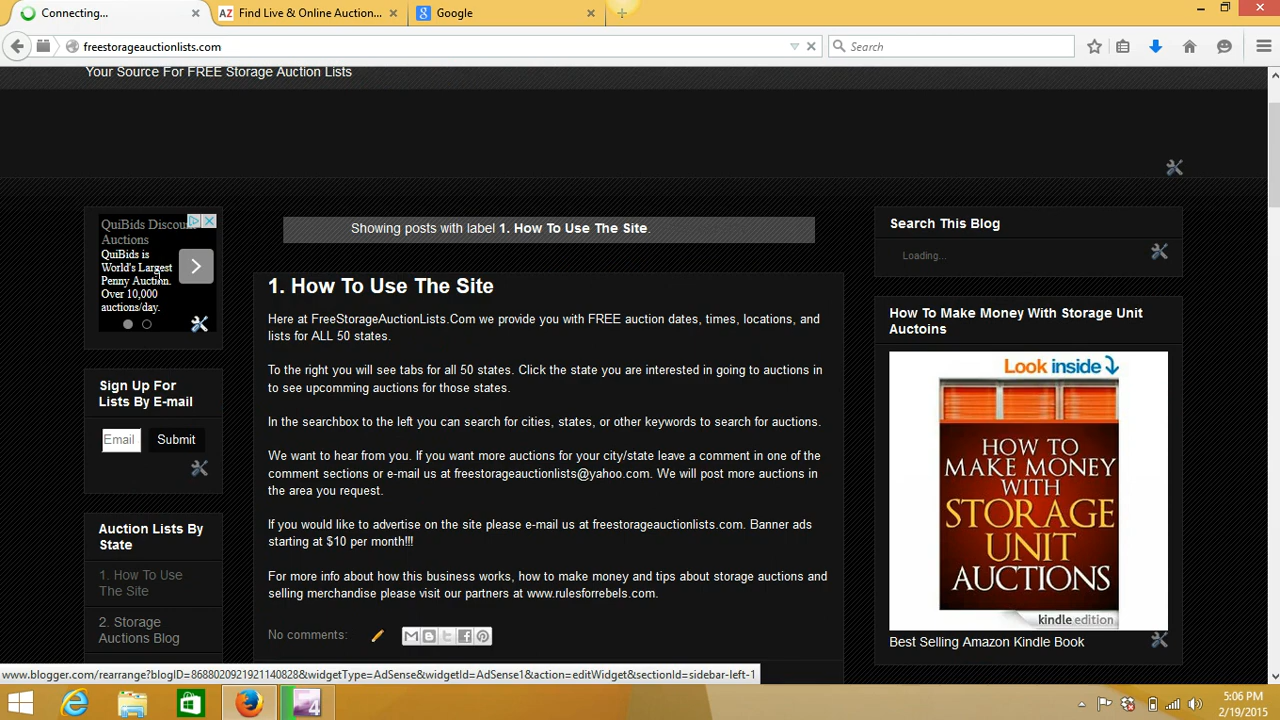 Connecting...
AZ Find Live & Online Auction...
Google
freestorageauctionlists.com
Search
Your Source For FREE Storage Auction Lists
QuiBids Discou
Auctions
QuiBids is
World's Largest
Penny Auction.
Over 10,000
auctions/day.
Sign Up For
Lists By E-mail
Email Submit
Auction Lists By
State
1. How To Use
The Site
2. Storage
Auctions Blog
Showing posts with label 1. How To Use The Site.
1. How To Use The Site
Here at FreeStorageAuctionLists.Com we provide you with FREE auction dates, times, locations, and
lists for ALL 50 states.
To the right you will see tabs for all 50 states. Click the state you are interested in going to auctions in
to see upcomming auctions for those states.
In the searchbox to the left you can search for cities, states, or other keywords to search for auctions.
We want to hear from you. If you want more auctions for your city/state leave a comment in one of the
comment sections or e-mail us at freestorageauctionlists@yahoo.com. We will post more auctions in
the area you request.
If you would like to advertise on the site please e-mail us at freestorageauctionlists.com. Banner ads
starting at $10 per month!!!
For more info about how this business works, how to make money and tips about storage auctions and
selling merchandise please visit our partners at www.rulesforrebels.com.
No comments:
Search This Blog
Loading...
How To Make Money With Storage Unit
Auctoins
Look inside
HOW TO
MAKE MONEY
WITH
STORAGE
UNIT
AUCTIONS
kindle edition
Best Selling Amazon Kindle Book
www.blogger.com/rearrange?blogID=8688020921921140828&widgetType=AdSense&widgetId=AdSense1&action=editWidget&sectionId=sidebar-left-1
4
5:06 PM
2/19/2015